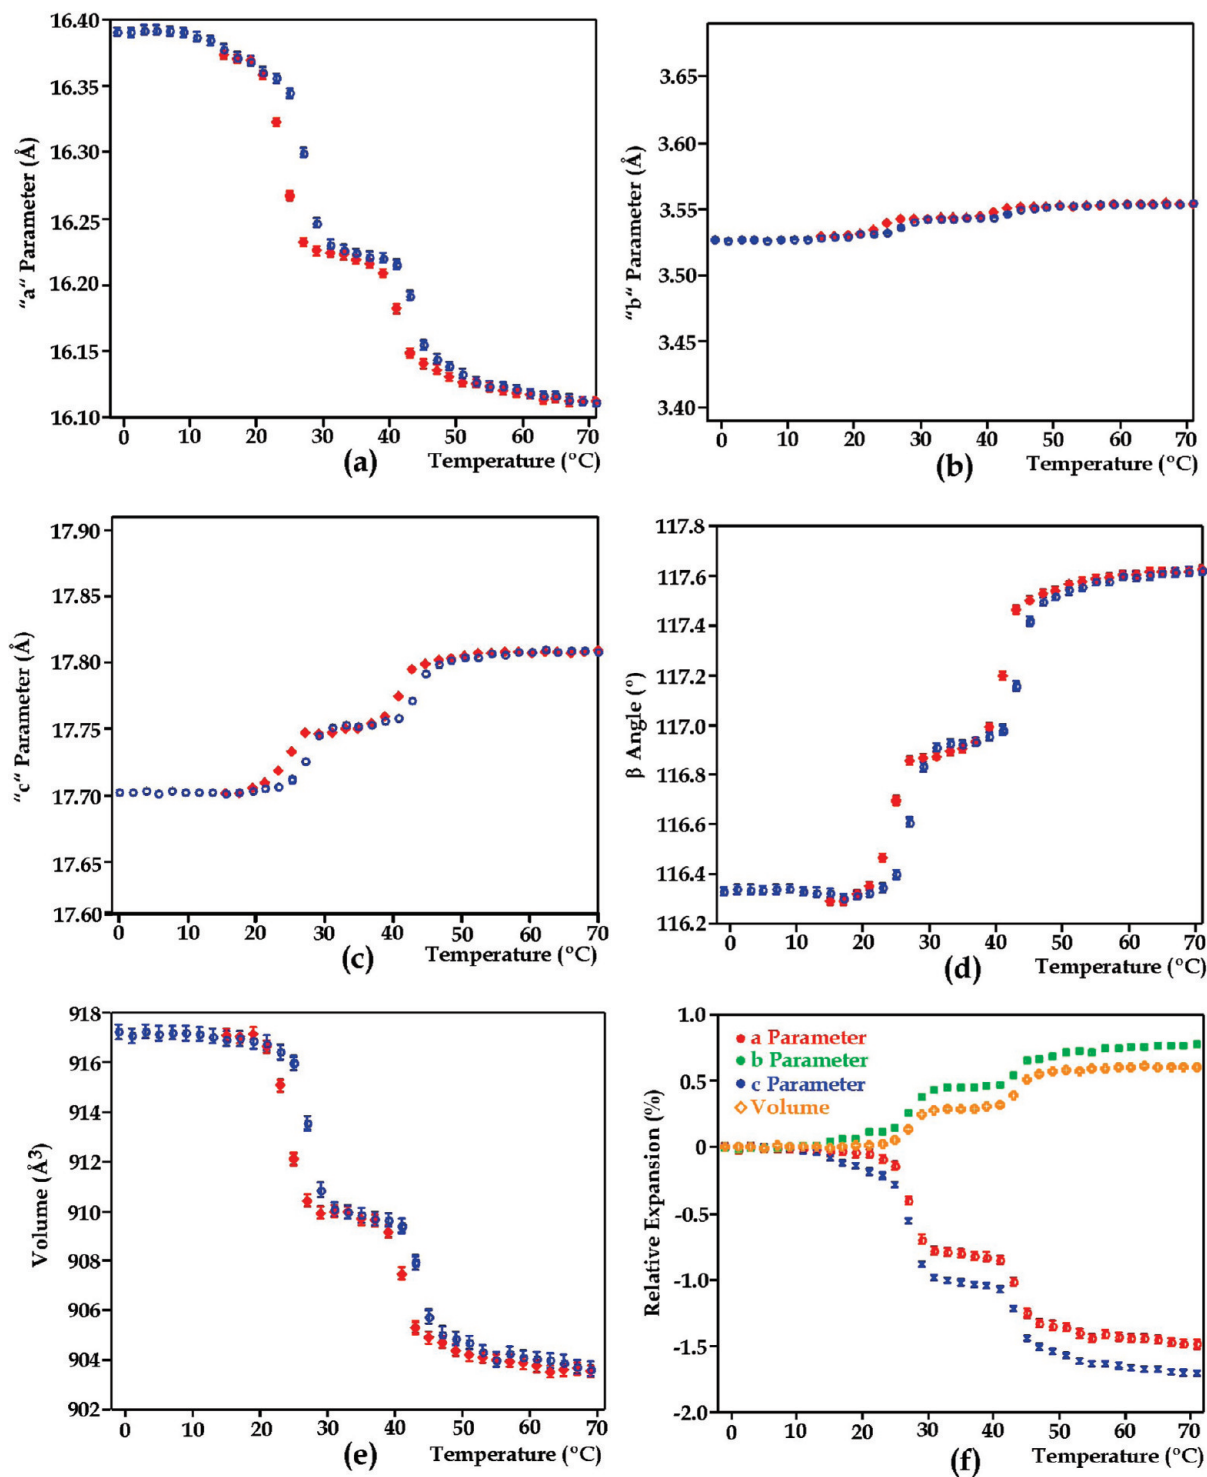 16.40
16.35
16.30
16.25
16.20
16.15
16.10
"a" Parameter (Å)
0 10 20 30 40 50 60 70
(a) Temperature (°C)
3.65
3.60
3.55
3.50
3.45
3.40
"b" Parameter (Å)
0 10 20 30 40 50 60 70
(b) Temperature (°C)
17.90
17.85
17.80
17.75
17.70
17.65
17.60
"c" Parameter (Å)
0 10 20 30 40 50 60 70
(c) Temperature (°C)
117.8
117.6
117.4
117.2
117.0
116.8
116.6
116.4
116.2
β Angle (°)
0 10 20 30 40 50 60 70
(d) Temperature (°C)
918
916
914
912
910
908
906
904
902
Volume (Å3)
0 10 20 30 40 50 60 70
(e) Temperature (°C)
1.0
0.5
0
-0.5
-1.0
-1.5
-2.0
Relative Expansion (%)
a Parameter
b Parameter
c Parameter
Volume
0 10 20 30 40 50 60 70
(f) Temperature (°C)